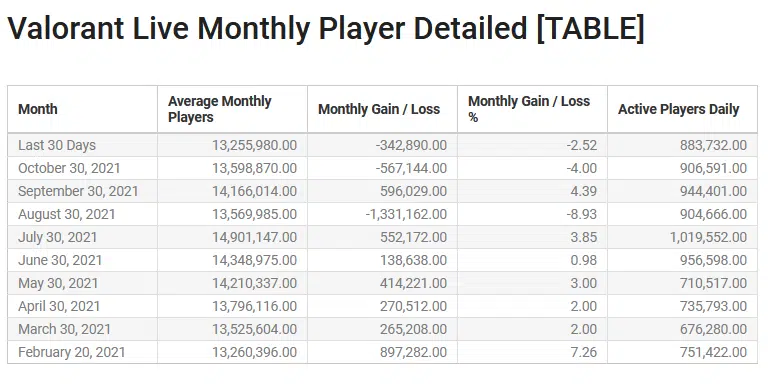 Valorant Live Monthly Player Detailed [TABLE]
Month Average Monthly Players Monthly Gain / Loss Monthly Gain / Loss % Active Players Daily
Last 30 Days 13,255,980.00 -342,890.00 -2.52 883,732.00
October 30, 2021 13,598,870.00 -567,144.00 -4.00 906,591.00
September 30, 2021 14,166,014.00 596,029.00 4.39 944,401.00
August 30, 2021 13,569,985.00 -1,331,162.00 -8.93 904,666.00
July 30, 2021 14,901,147.00 552,172.00 3.85 1,019,552.00
June 30, 2021 14,348,975.00 138,638.00 0.98 956,598.00
May 30, 2021 14,210,337.00 414,221.00 3.00 710,517.00
April 30, 2021 13,796,116.00 270,512.00 2.00 735,793.00
March 30, 2021 13,525,604.00 265,208.00 2.00 676,280.00
February 20, 2021 13,260,396.00 897,282.00 7.26 751,422.00